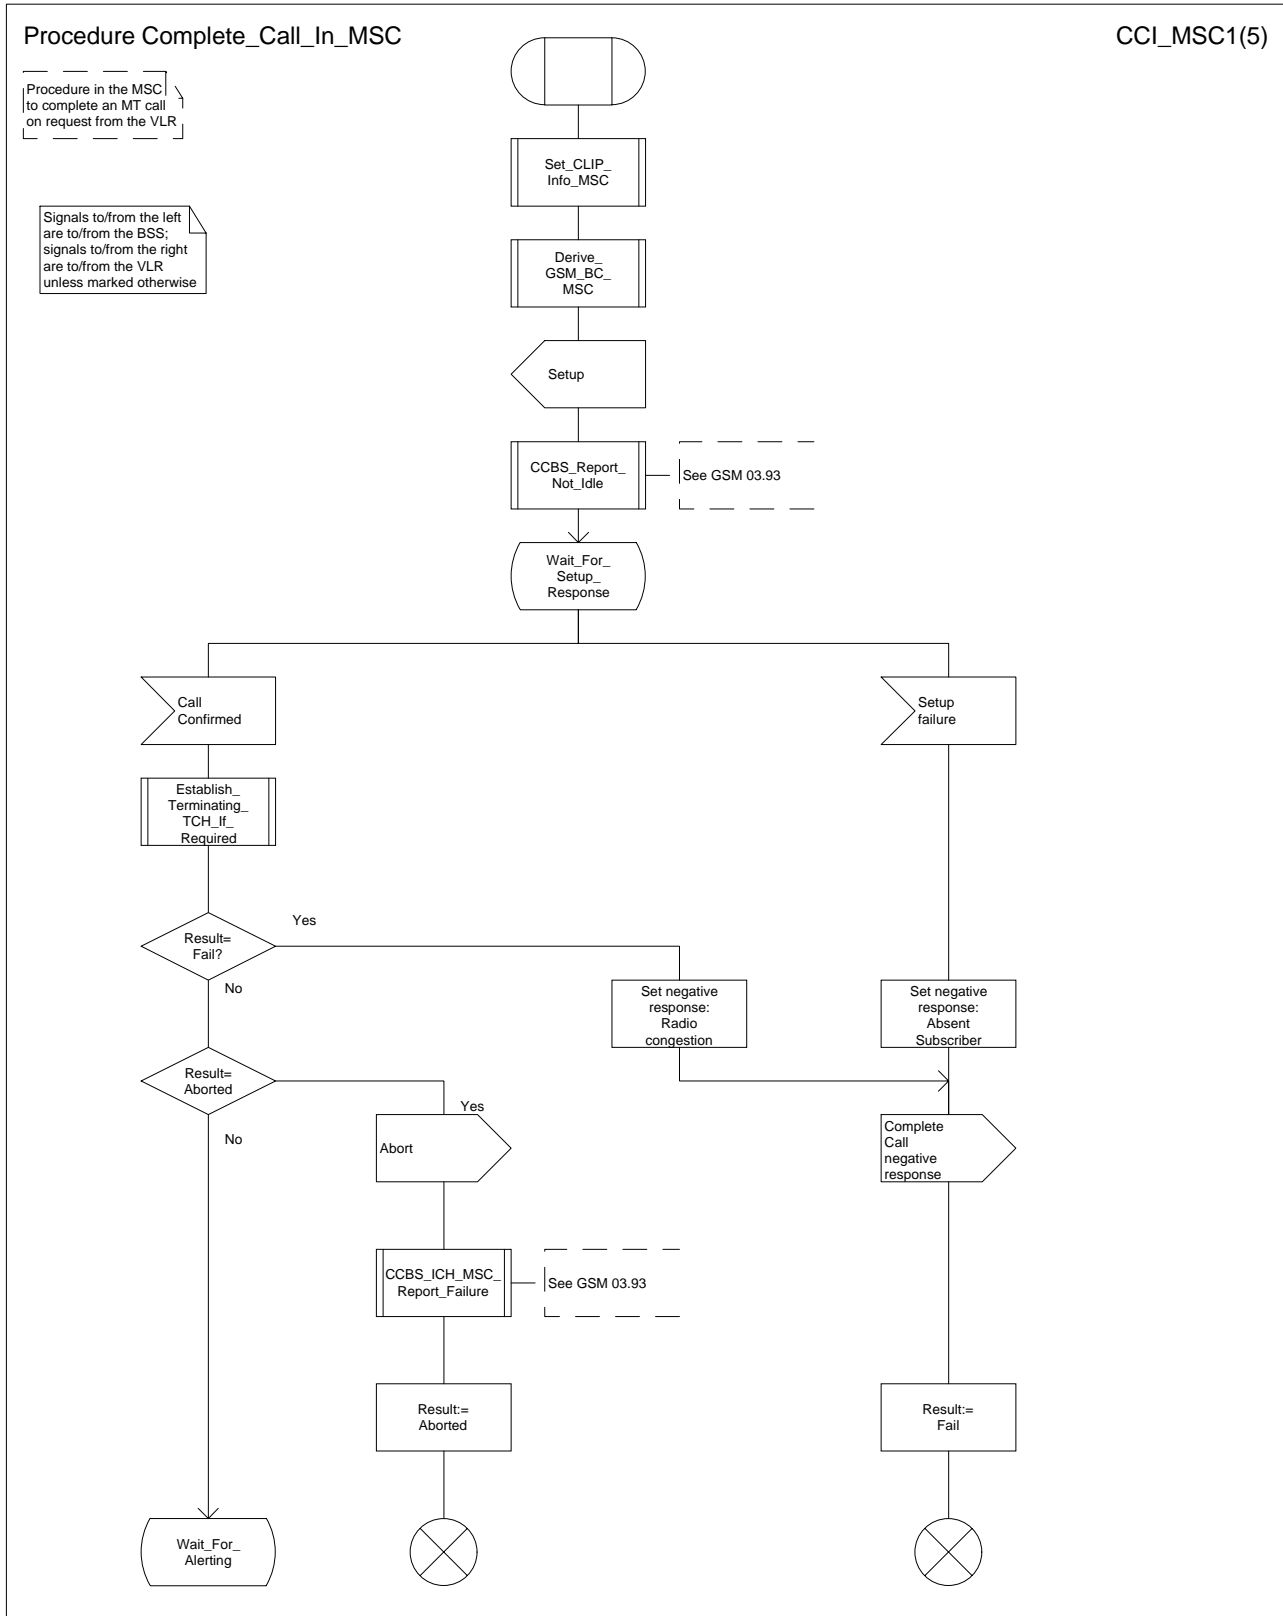 Procedure Complete_Call_In_MSC
CCI_MSC1(5)
Procedure in the MSC
to complete an MT call
on request from the VLR
Signals to/from the left
are to/from the BSS;
signals to/from the right
are to/from the VLR
unless marked otherwise
Set_CLIP_
Info_MSC
Derive_
GSM_BC_
MSC
Setup
CCBS_Report_
Not_Idle
See GSM 03.93
Wait_For_
Setup_
Response
Call
Confirmed
Setup
failure
Establish_
Terminating_
TCH_If_
Required
Result=
Fail?
Yes
No
Set negative
response:
Radio
congestion
Set negative
response:
Absent
Subscriber
Result=
Aborted
Yes
No
Abort
Complete
Call
negative
response
CCBS_ICH_MSC_
Report_Failure
See GSM 03.93
Result:=
Aborted
Result:=
Fail
Wait_For_
Alerting